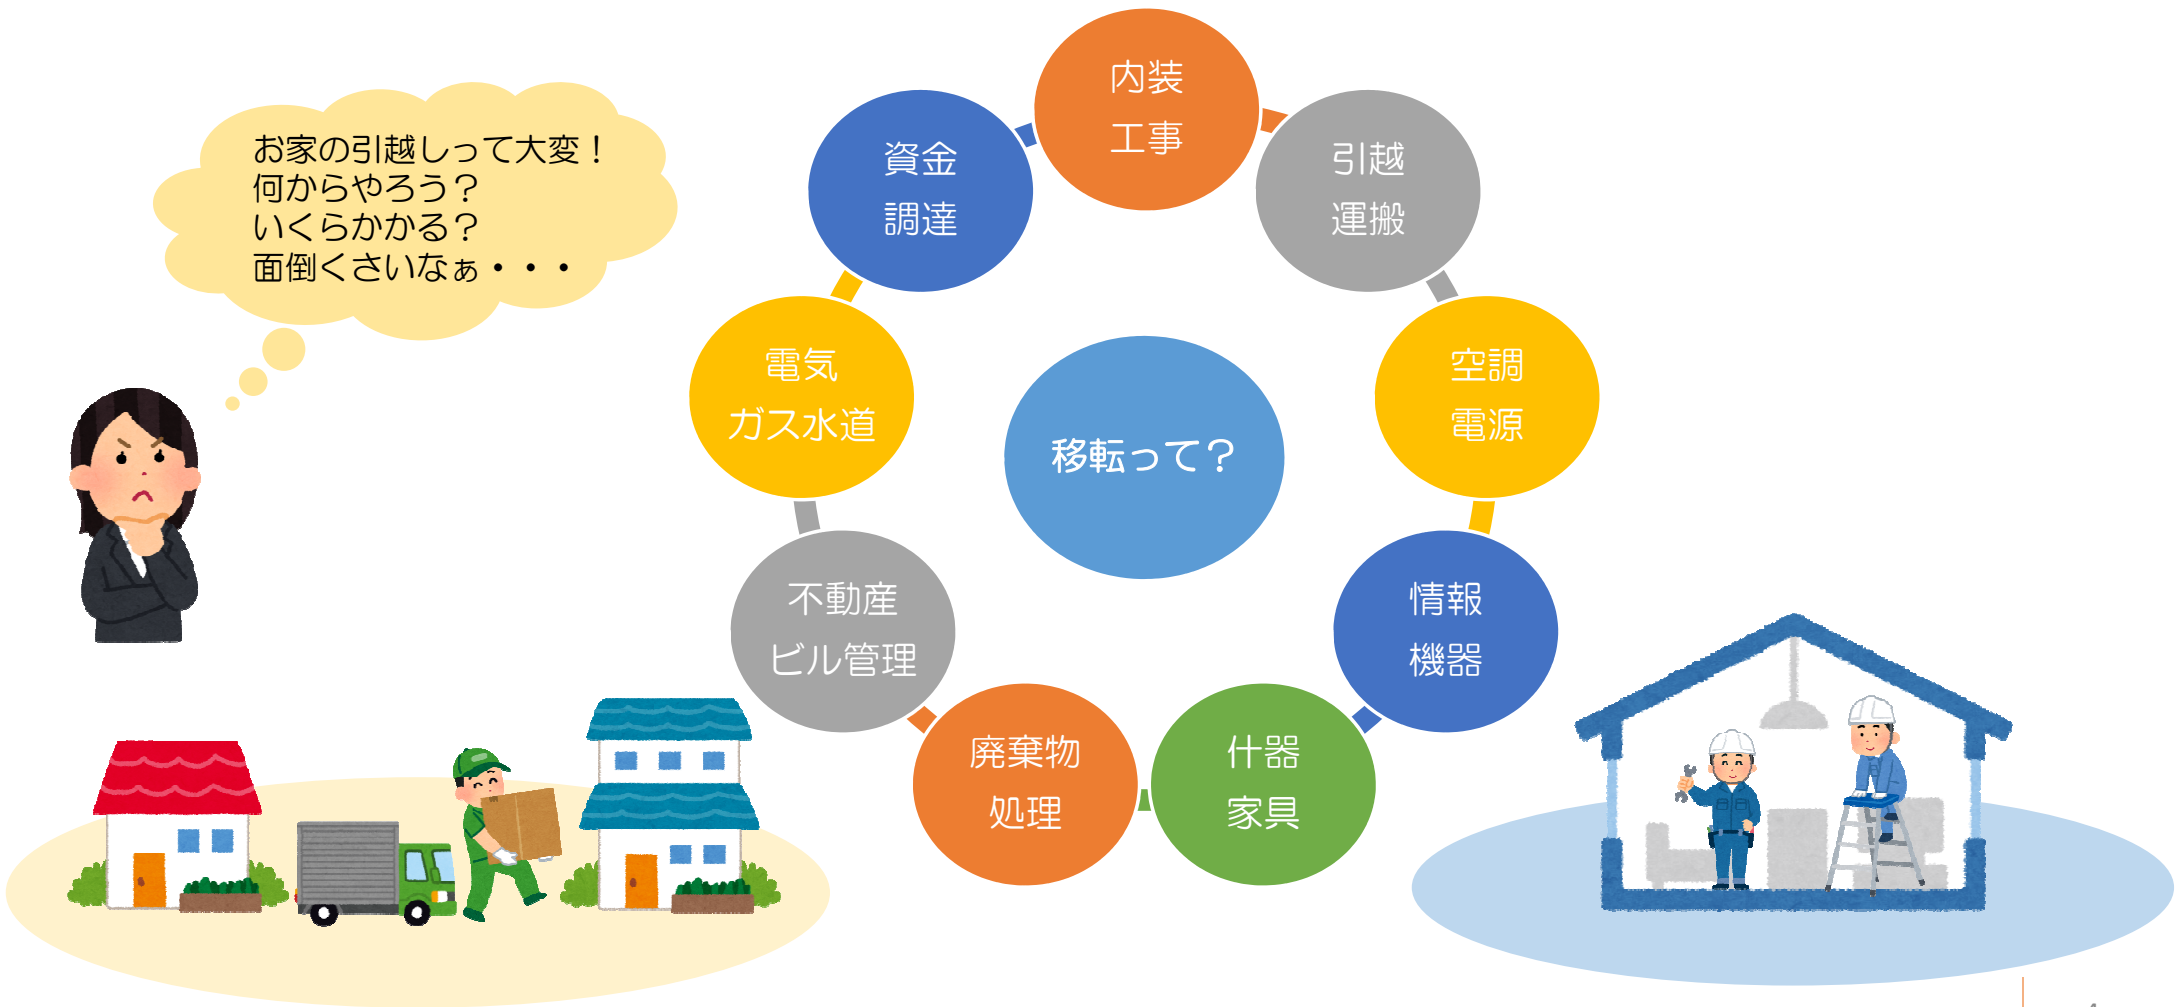 お家の引越しって大変！
何からやろう？
いくらかかる？
面倒くさいなぁ・・・
内装
工事
引越
運搬
空調
電源
情報
機器
什器
家具
廃棄物
処理
不動産
ビル管理
電気
ガス水道
資金
調達
移転って？